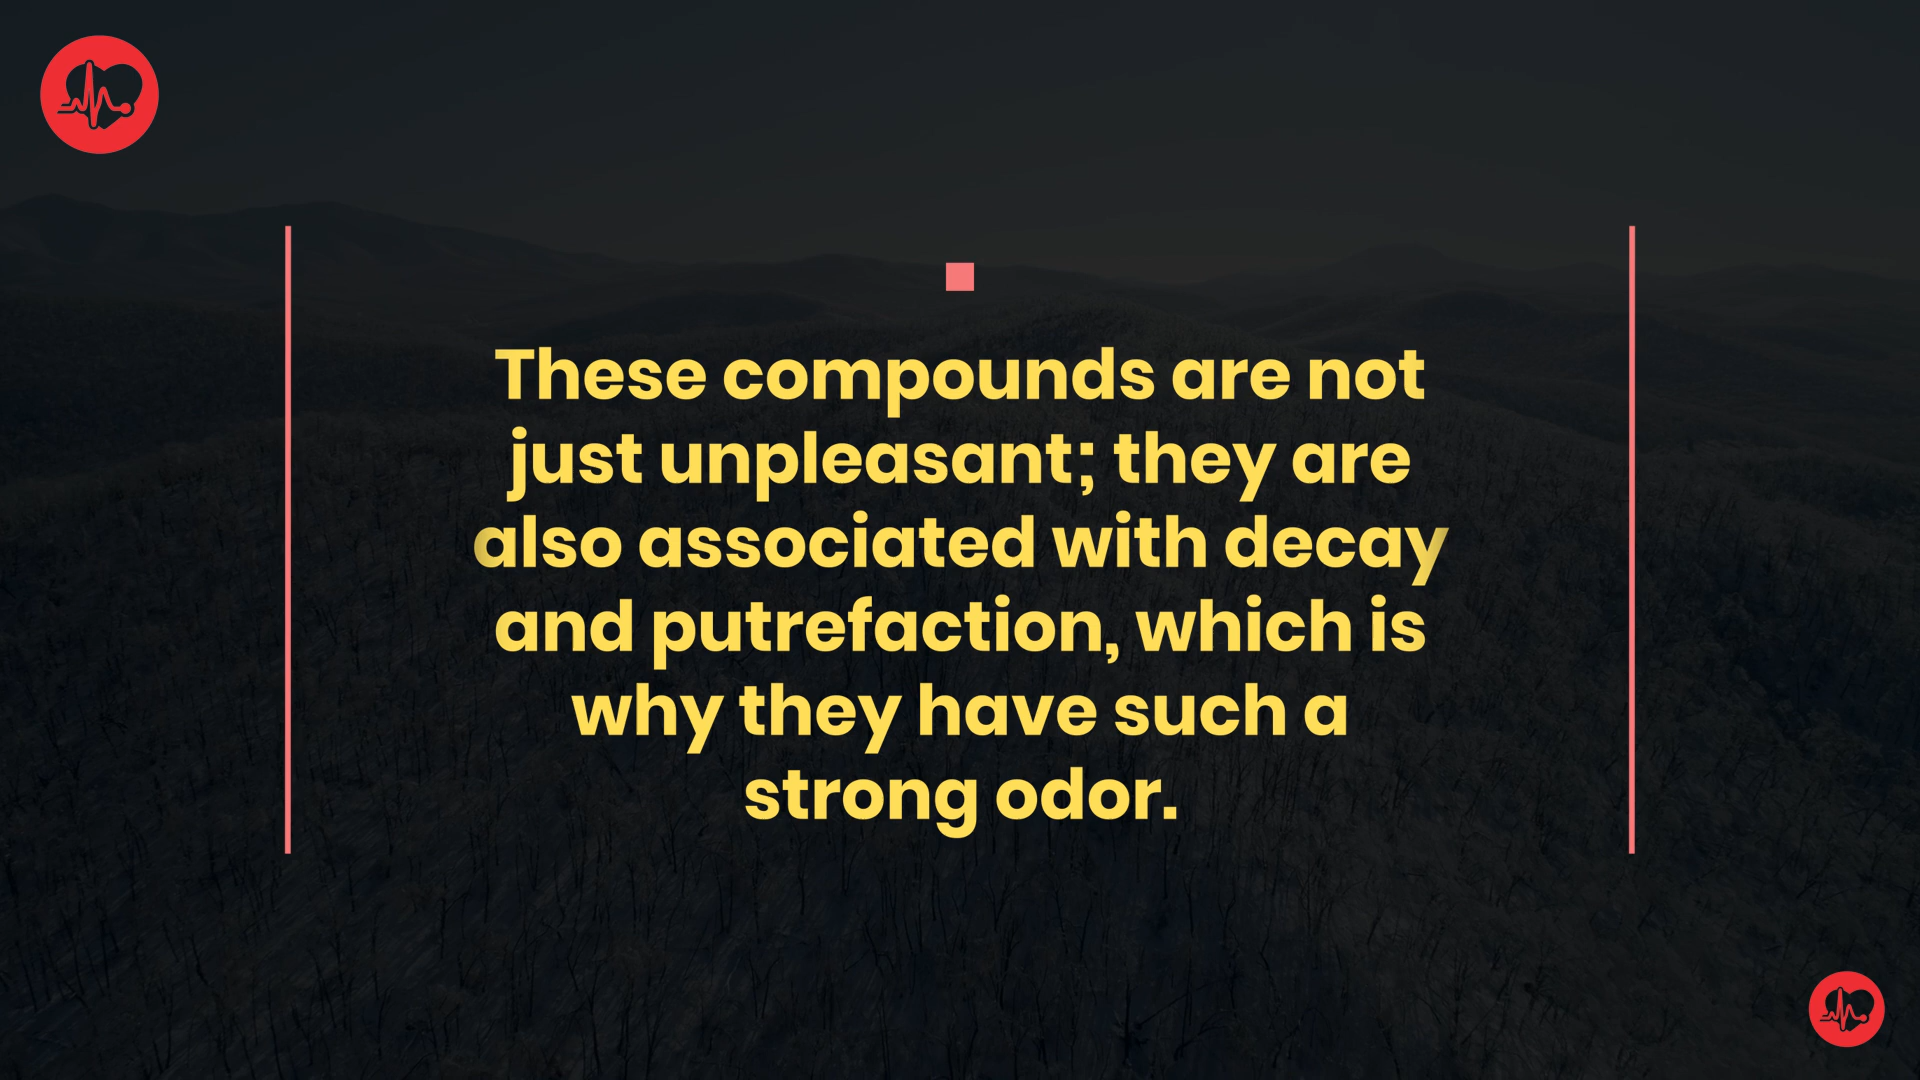 These compounds are not
just unpleasant; they are
also associated with decay
and putrefaction, which is
why they have such a
strong odor.